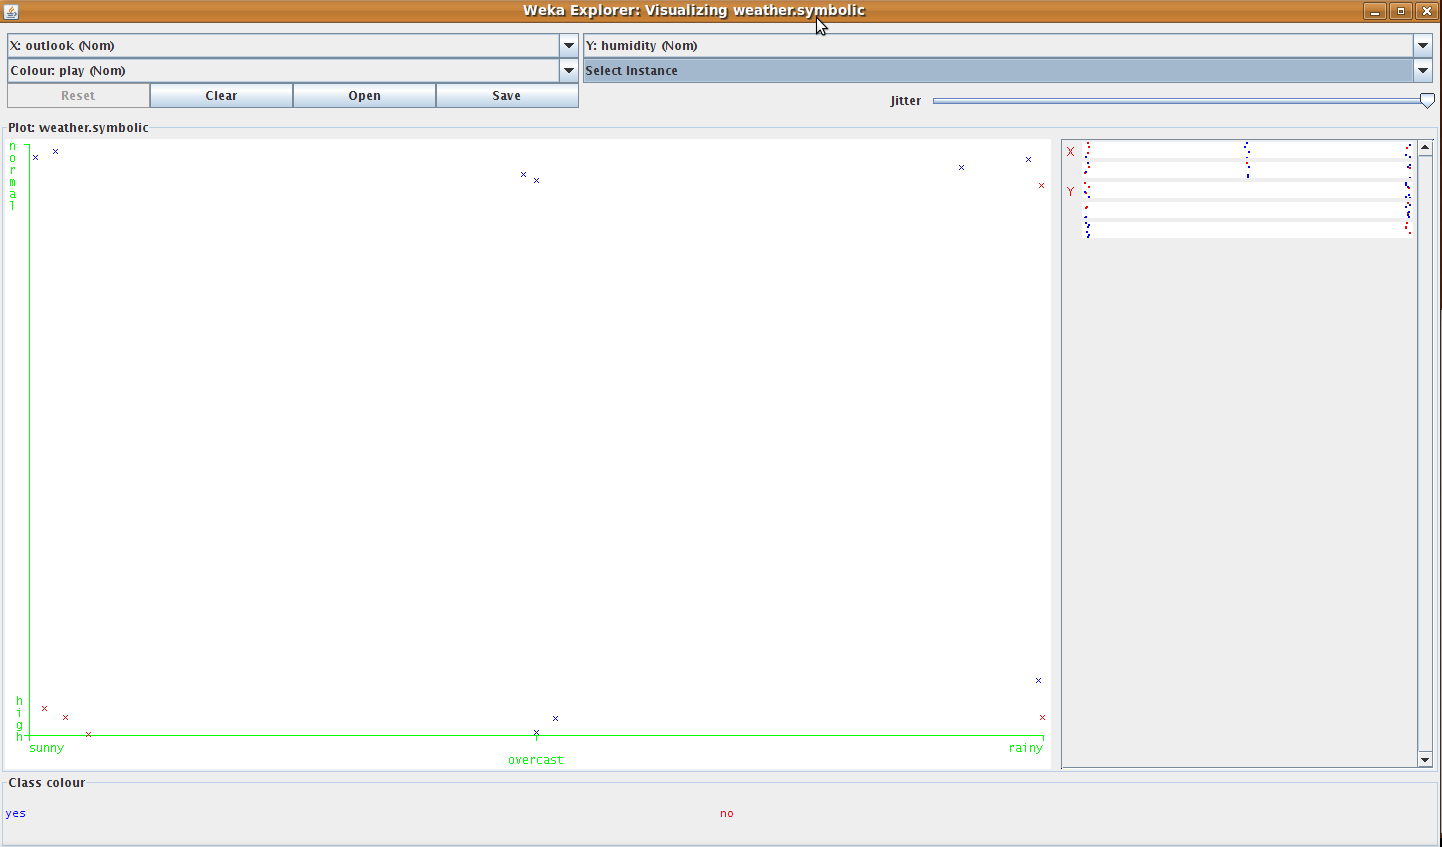 Weka Explorer: Visualizing weather.symbolic
X: outlook (Nom)
Y: humidity (Nom)
Colour: play (Nom)
Select Instance
Reset
Clear
Open
Save
Jitter
Plot: weather.symbolic
normal
high
sunny
overcast
rainy
X
Y
Class colour
yes
no